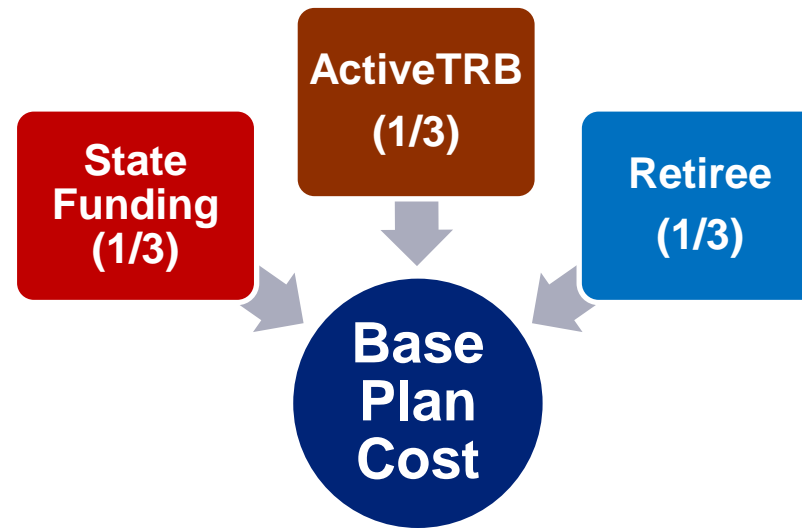 State
Funding
(1/3)
ActiveTRB
(1/3)
Retiree
(1/3)
Base
Plan
Cost